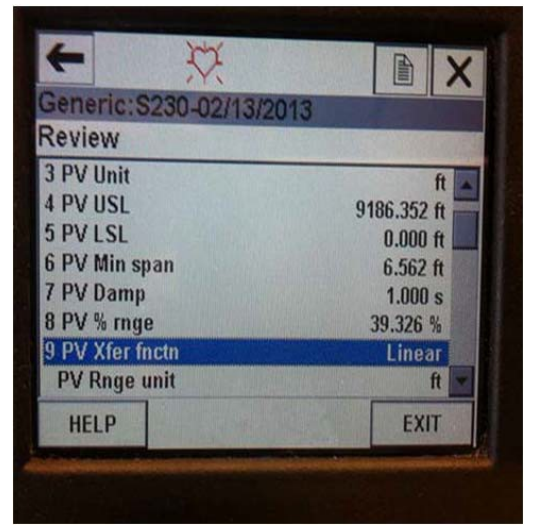 Generic:S230-02/13/2013
Review
3 PV Unit ft
4 PV USL 9186.352 ft
5 PV LSL 0.000 ft
6 PV Min span 6.562 ft
7 PV Damp 1.000 s
8 PV % rnge 39.326 %
9 PV Xfer fnctn Linear
PV Rnge unit ft
HELP EXIT